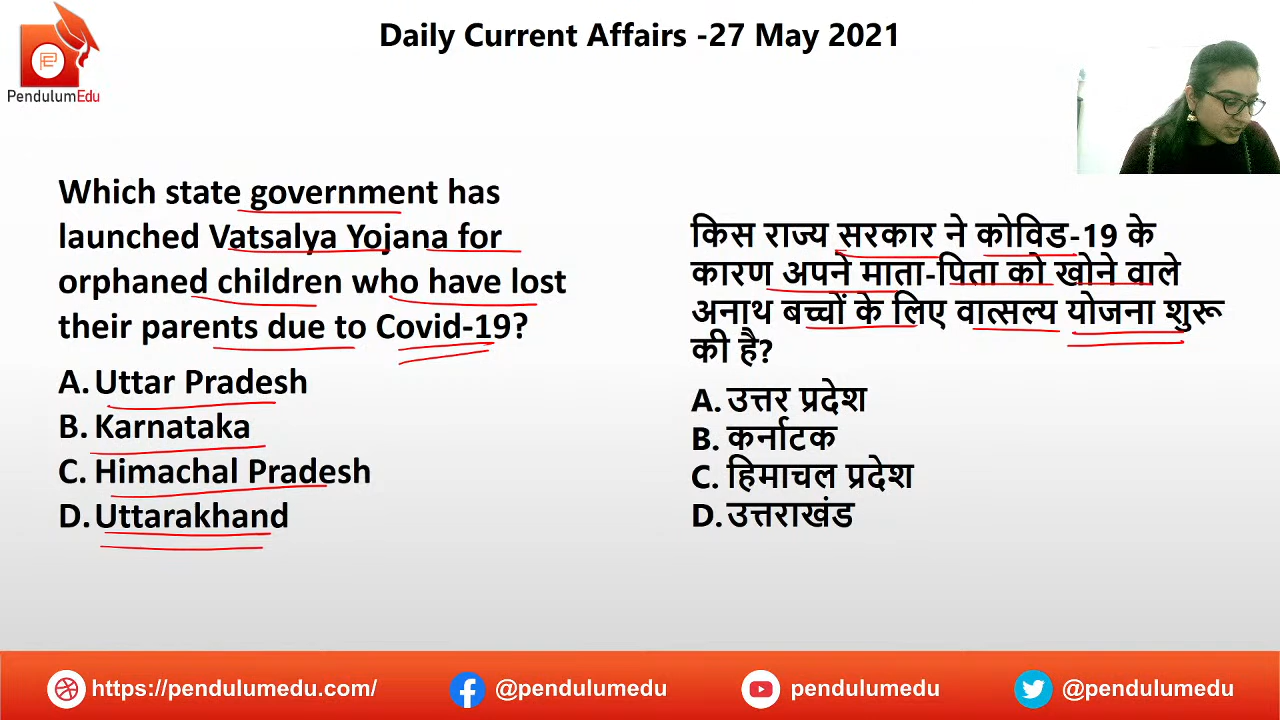 Daily Current Affairs -27 May 2021
PendulumEdu
Which state government has
launched Vatsalya Yojana for
orphaned children who have lost
their parents due to Covid-19?
A. Uttar Pradesh
B. Karnataka
C. Himachal Pradesh
D. Uttarakhand
किस राज्य सरकार ने कोविड-19 के
कारण अपने माता-पिता को खोने वाले
अनाथ बच्चों के लिए वात्सल्य योजना शुरू
की है?
A. उत्तर प्रदेश
B. कर्नाटक
C. हिमाचल प्रदेश
D. उत्तराखंड
https://pendulumedu.com/
@pendulumedu
pendulumedu
@pendulumedu